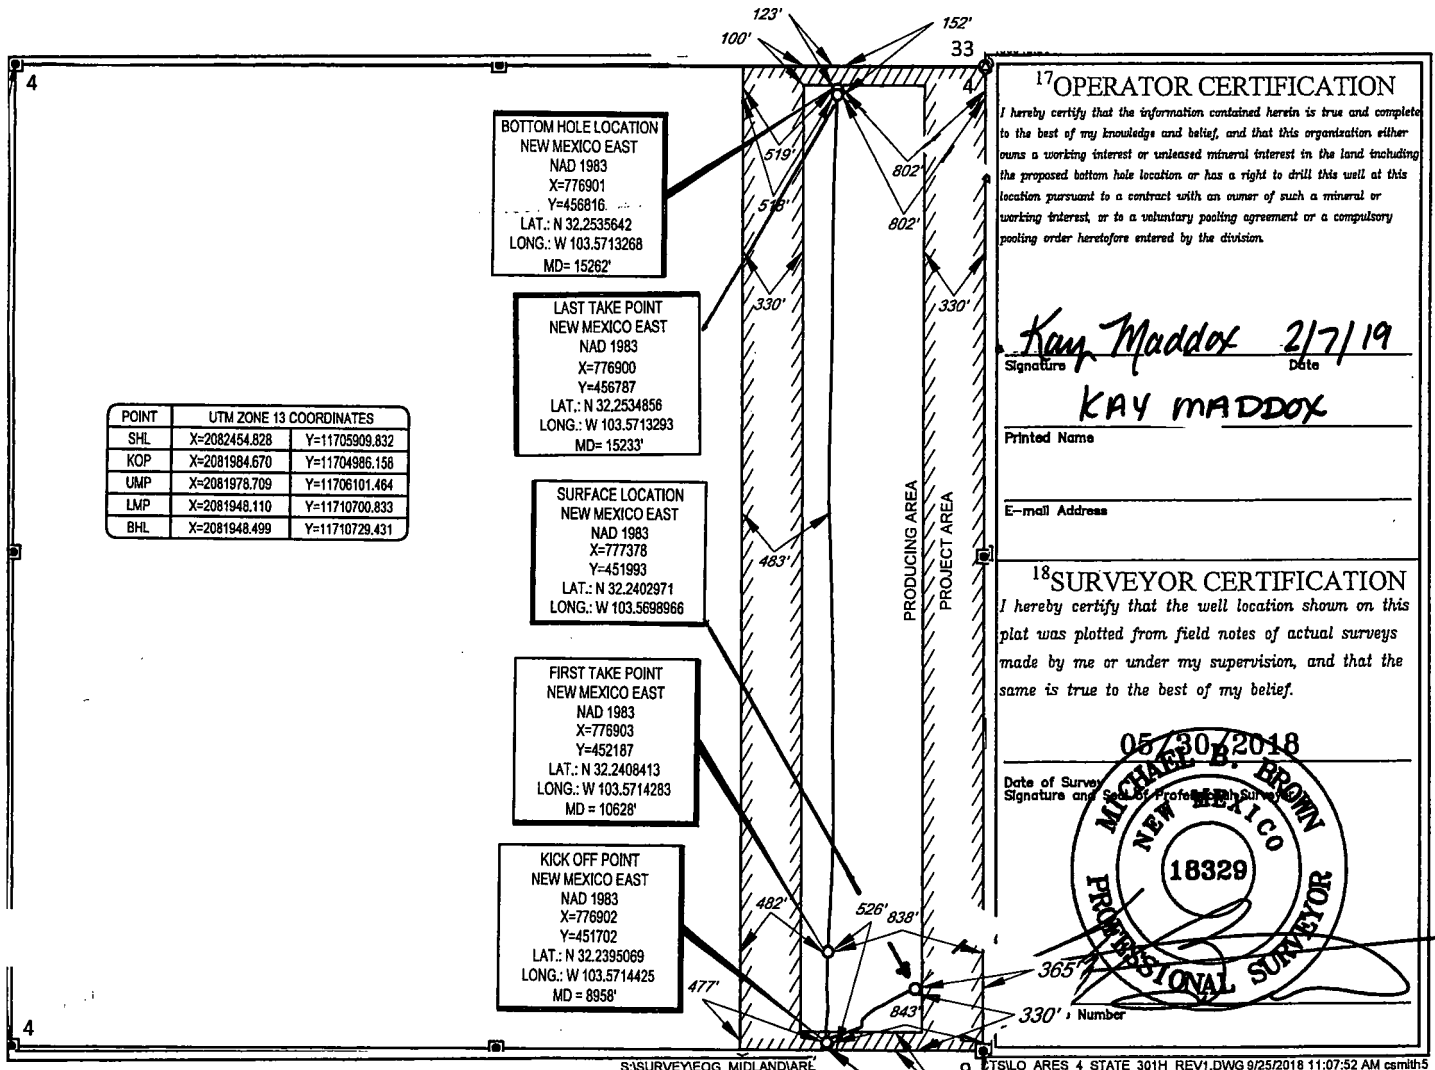 123'
152'
100'
33
4
4
BOTTOM HOLE LOCATION
NEW MEXICO EAST
NAD 1983
X=776901
Y=456816
LAT.: N 32.2535642
LONG.: W 103.5713268
MD= 15262'
519'
802'
518'
802'
330'
330'
LAST TAKE POINT
NEW MEXICO EAST
NAD 1983
X=776900
Y=456787
LAT.: N 32.2534856
LONG.: W 103.5713293
MD= 15233'
POINT UTM ZONE 13 COORDINATES
SHL X=2082454.828 Y=11705909.832
KOP X=2081984.670 Y=11704986.158
UMP X=2081978.709 Y=11706101.464
LMP X=2081948.110 Y=11710700.833
BHL X=2081948.499 Y=11710729.431
SURFACE LOCATION
NEW MEXICO EAST
NAD 1983
X=777378
Y=451993
LAT.: N 32.2402971
LONG.: W 103.5698966
483'
PRODUCING AREA
PROJECT AREA
FIRST TAKE POINT
NEW MEXICO EAST
NAD 1983
X=776903
Y=452187
LAT.: N 32.2408413
LONG.: W 103.5714283
MD = 10628'
KICK OFF POINT
NEW MEXICO EAST
NAD 1983
X=776902
Y=451702
LAT.: N 32.2395069
LONG.: W 103.5714425
MD = 8958'
482'
526'
838'
477'
843'
365'
330'
4
17 OPERATOR CERTIFICATION
I hereby certify that the information contained herein is true and complete
to the best of my knowledge and belief, and that this organization either
owns a working interest or unleased mineral interest in the land including
the proposed bottom hole location or has a right to drill this well at this
location pursuant to a contract with an owner of such a mineral or
working interest, or to a voluntary pooling agreement or a compulsory
pooling order heretofore entered by the division.
Kay Maddox 2/7/19
Signature Date
KAY MADDOX
Printed Name
E-mail Address
18 SURVEYOR CERTIFICATION
I hereby certify that the well location shown on this
plat was plotted from field notes of actual surveys
made by me or under my supervision, and that the
same is true to the best of my belief.
05/30/2018
Date of Survey
Signature and Seal of Professional Surveyor
MICHAEL B. BROWN
NEW MEXICO
18329
PROFESSIONAL SURVEYOR
Number
S:\SURVEY\EOG_MIDLAND\ARE
CTS\LO_ARES_4_STATE_301H_REV1.DWG 9/25/2018 11:07:52 AM csmith5